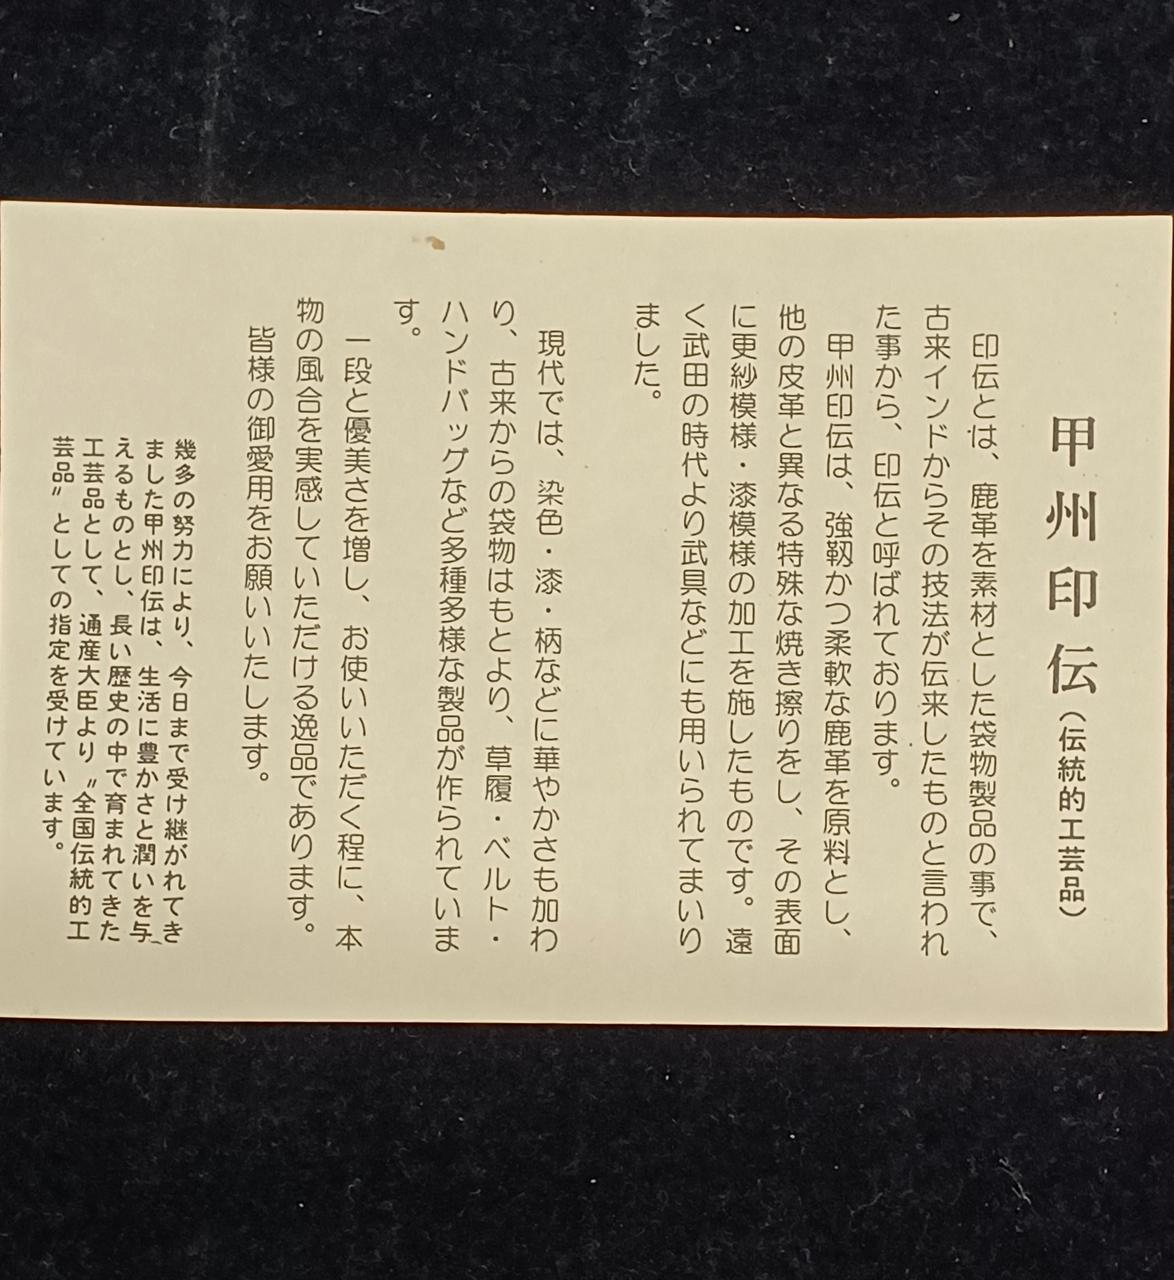 甲州印伝(伝統的工芸品)
印伝とは、鹿革を素材とした袋物製品の事で、
古来インドからその技法が伝来したものと言われ
た事から、印伝と呼ばれております。
甲州印伝は、強靱かつ柔軟な鹿革を原料とし、
他の皮革と異なる特殊な焼き擦りをし、その表面
に更紗模様・漆模様の加工を施したものです。遠
く武田の時代より武具などにも用いられてまいり
ました。
現代では、染色・漆・柄などに華やかさも加わ
り、古来からの袋物はもとより、草履・ベルト・
ハンドバッグなど多種多様な製品が作られていま
す。
一段と優美さを増し、お使いいただく程に、本
物の風合を実感していただける逸品であります。
皆様の御愛用をお願いいたします。
幾多の努力により、今日まで受け継がれてき
ました甲州印伝は、生活に豊かさと潤いを与
えるものとし、長い歴史の中で育まれてきた
工芸品として、通産大臣より〝全国伝統的工
芸品〟としての指定を受けています。